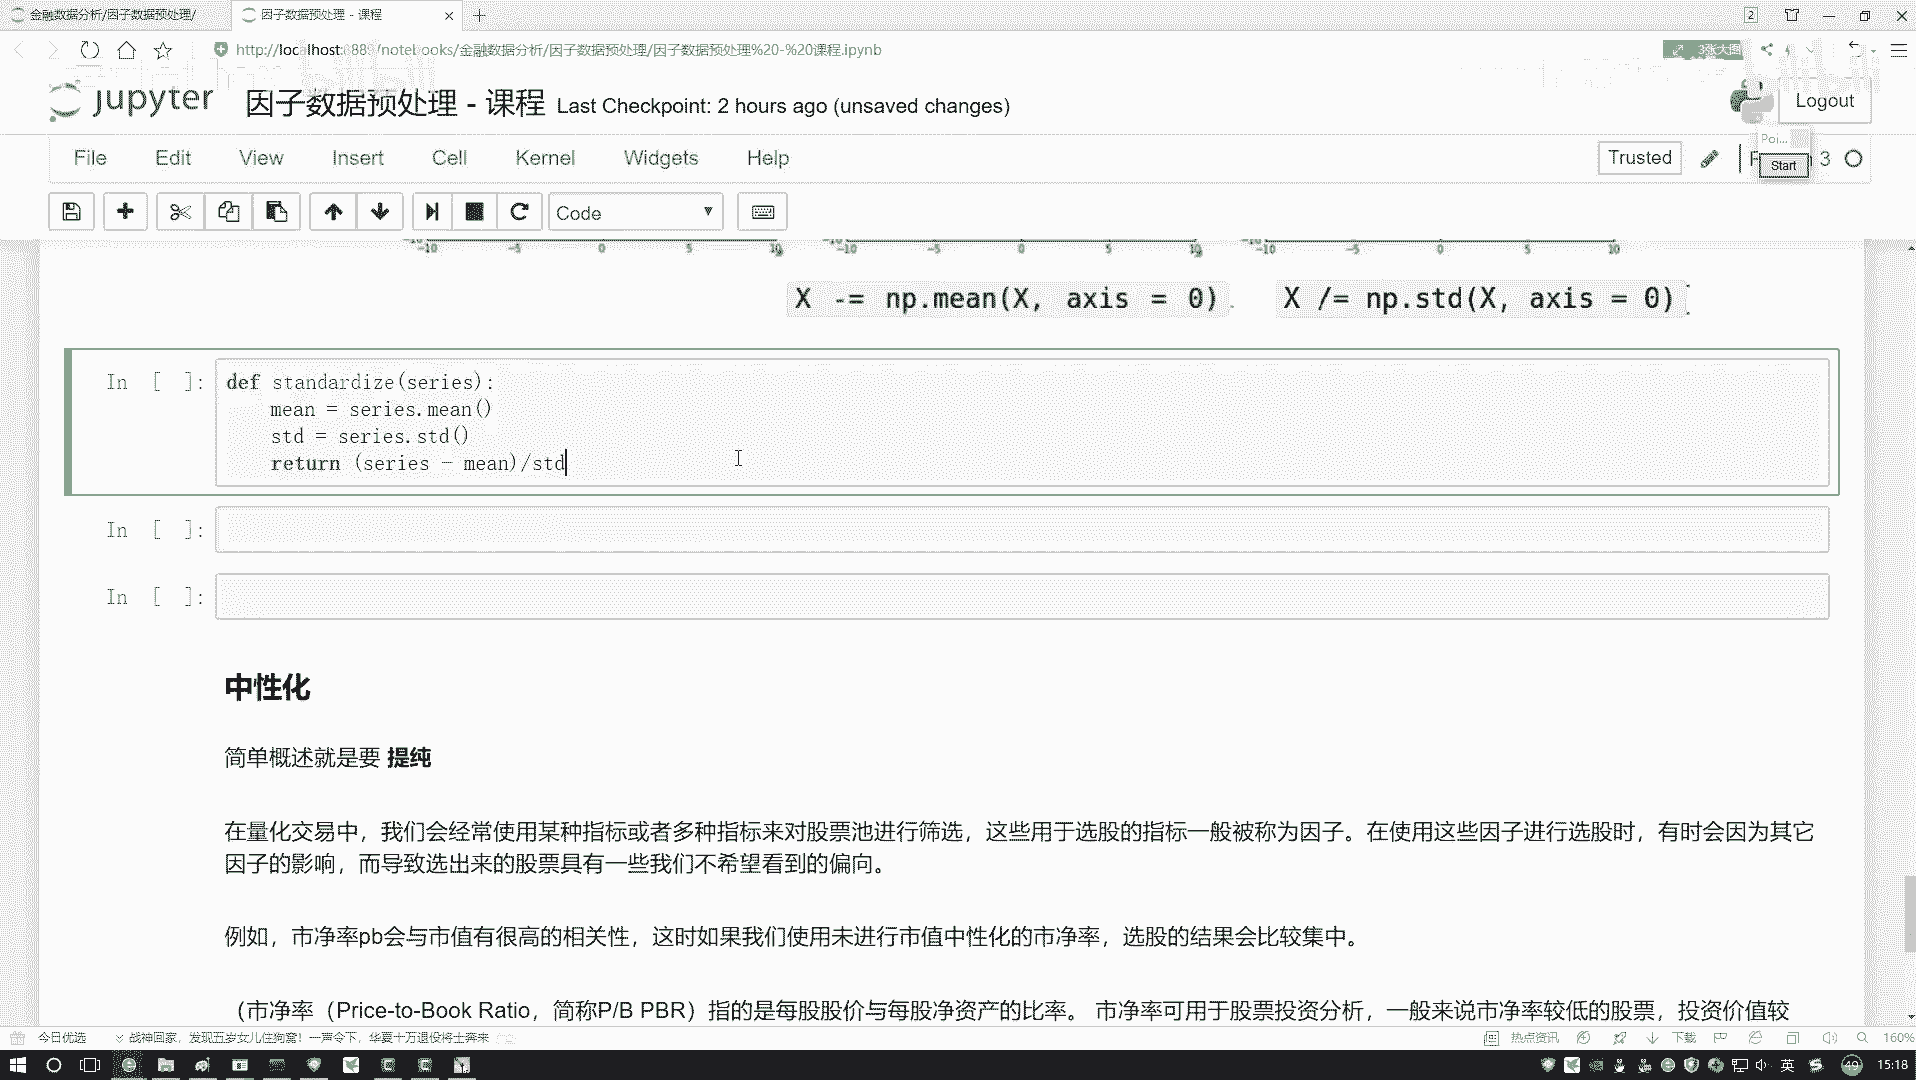 金融数据分析/因子数据预处理/
因子数据预处理 - 课程
2
http://localhost:8889/notebooks/金融数据分析/因子数据预处理/因子数据预处理%20-%20课程.ipynb
3张大图
jupyter 因子数据预处理 - 课程 Last Checkpoint: 2 hours ago (unsaved changes)
Logout
File Edit View Insert Cell Kernel Widgets Help
Trusted
3
Poi...
Start
Code
-10 -5 0 5 10 -10 -5 0 5 10 -10 -5 0 5 10
X -= np.mean(X, axis = 0) X /= np.std(X, axis = 0)
In [ ]: def standardize(series):
mean = series.mean()
std = series.std()
return (series - mean)/std
In [ ]:
In [ ]:
中性化
简单概述就是要 提纯
在量化交易中，我们会经常使用某种指标或者多种指标来对股票池进行筛选，这些用于选股的指标一般被称为因子。在使用这些因子进行选股时，有时会因为其它
因子的影响，而导致选出来的股票具有一些我们不希望看到的偏向。
例如，市净率pb会与市值有很高的相关性，这时如果我们使用未进行市值中性化的市净率，选股的结果会比较集中。
（市净率（Price-to-Book Ratio，简称P/B PBR）指的是每股股价与每股净资产的比率。 市净率可用于股票投资分析，一般来说市净率较低的股票，投资价值较
今日优选 战神回家，发现五岁女儿住狗窝！一声令下，华夏十万退役将士奔来
热点资讯 下载 160%
英 49 15:18